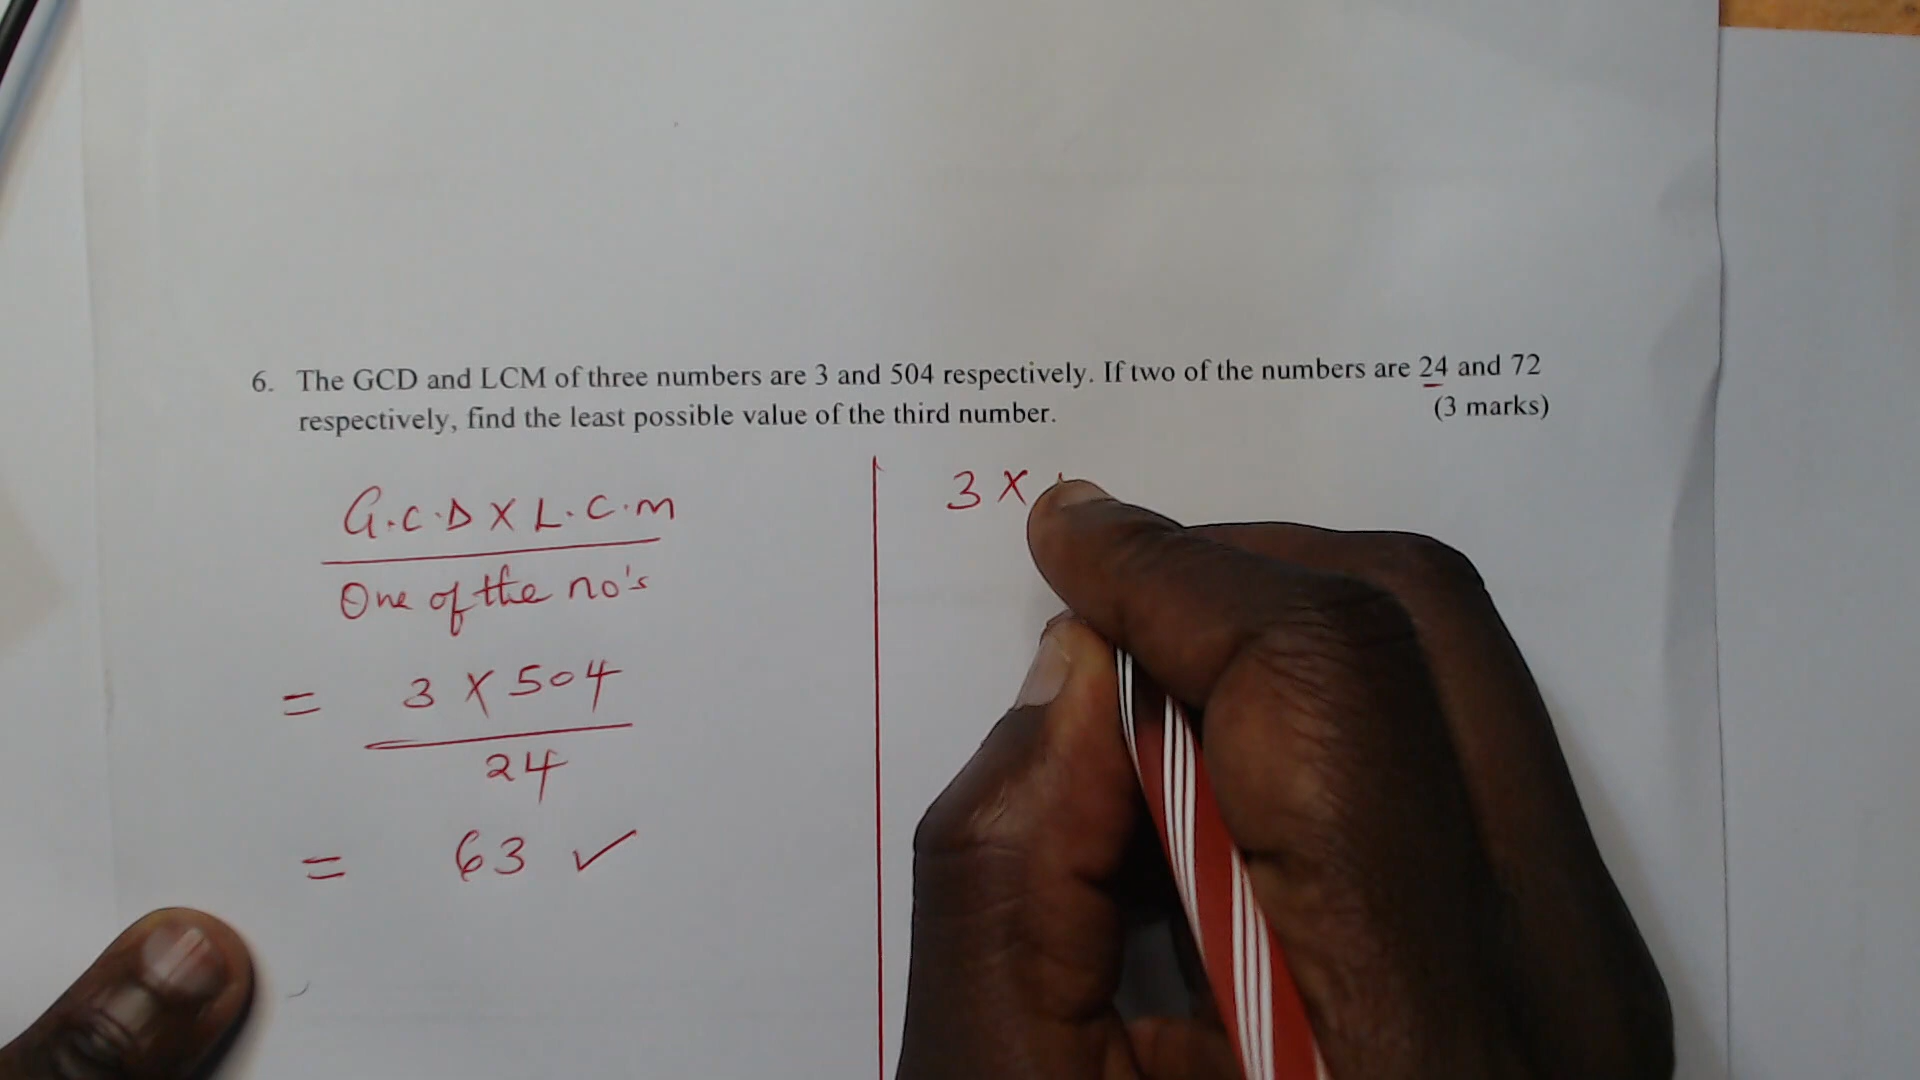 6. The GCD and LCM of three numbers are 3 and 504 respectively. If two of the numbers are 24 and 72
respectively, find the least possible value of the third number.
(3 marks)
G.C.D X L.C.M
One of the no's
= 3 X 504
24
= 63 ✓
3 X